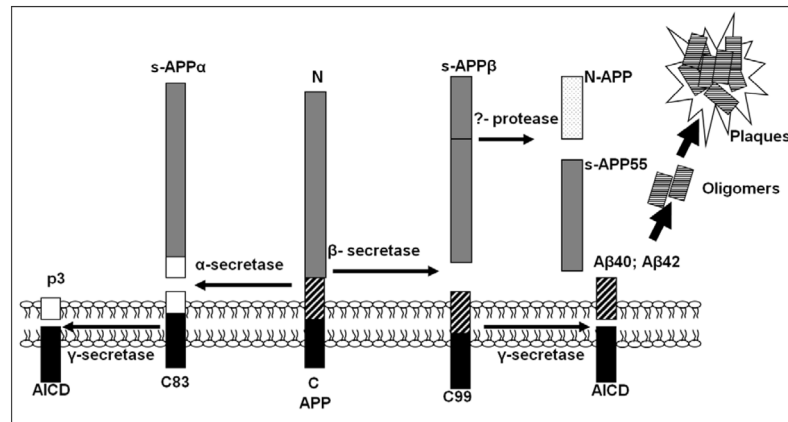 s-APPα
N
s-APPβ
N-APP
?- protease
Plaques
s-APP55
Oligomers
α-secretase
β- secretase
Aβ40; Aβ42
p3
γ-secretase
γ-secretase
AICD
C83
C
APP
C99
AICD